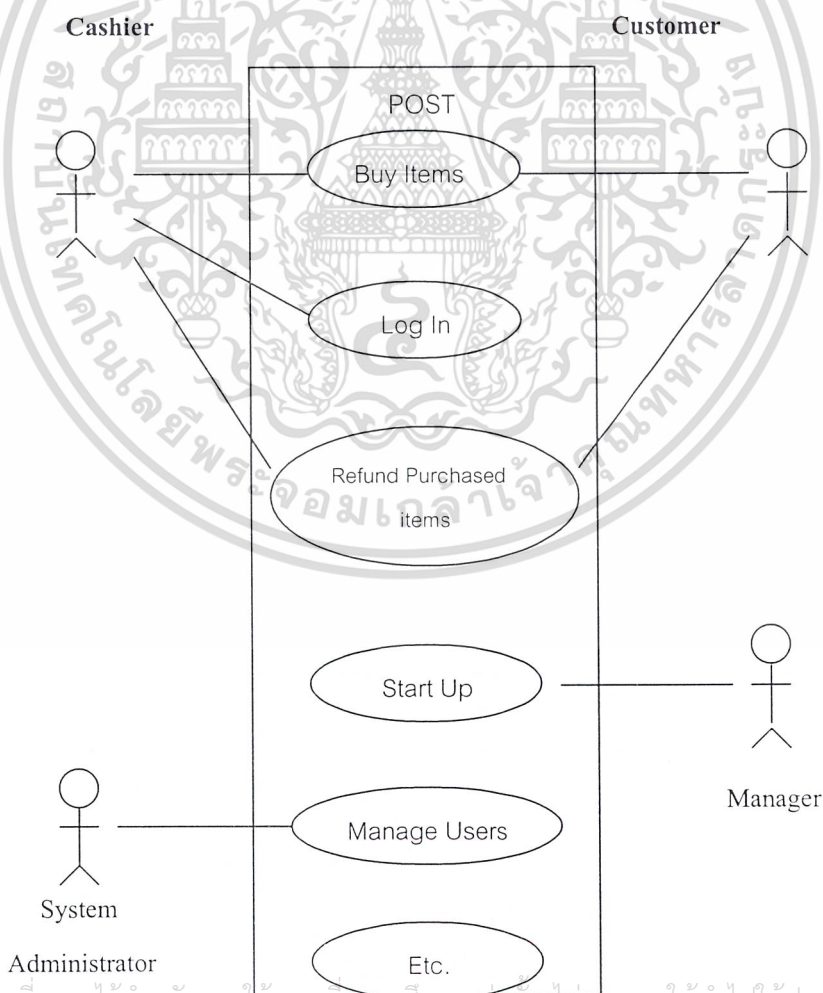 Cashier
Customer
POST
Buy Items
Log In
Refund Purchased
items
Start Up
Manager
Manage Users
System
Administrator
Etc.